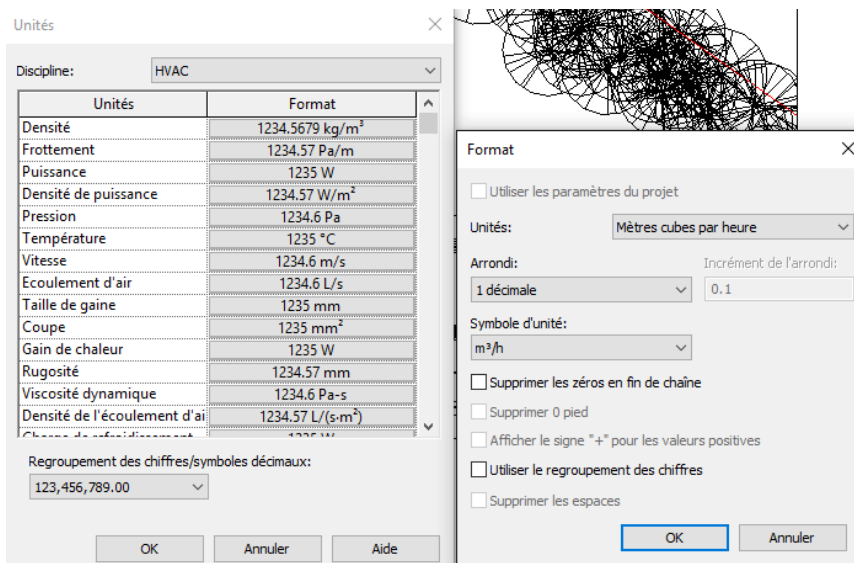 Unités
Discipline: HVAC
Unités Format
Densité 1234.5679 kg/m³
Frottement 1234.57 Pa/m
Puissance 1235 W
Densité de puissance 1234.57 W/m²
Pression 1234.6 Pa
Température 1235 °C
Vitesse 1234.6 m/s
Ecoulement d'air 1234.6 L/s
Taille de gaine 1235 mm
Coupe 1235 mm²
Gain de chaleur 1235 W
Rugosité 1234.57 mm
Viscosité dynamique 1234.6 Pa-s
Densité de l'écoulement d'ai 1234.57 L/(s·m²)
Charge de refroidissement 1235 W
Regroupement des chiffres/symboles décimaux:
123,456,789.00
OK Annuler Aide
Format
Utiliser les paramètres du projet
Unités: Mètres cubes par heure
Arrondi: Incrément de l'arrondi:
1 décimale 0.1
Symbole d'unité:
m³/h
Supprimer les zéros en fin de chaîne
Supprimer 0 pied
Afficher le signe "+" pour les valeurs positives
Utiliser le regroupement des chiffres
Supprimer les espaces
OK Annuler